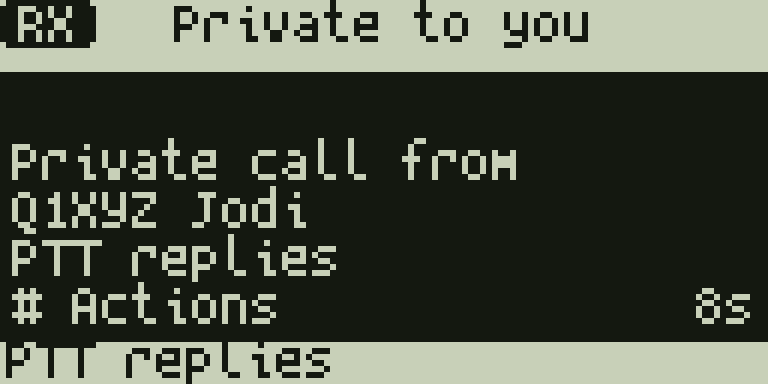 RX Private to you
Private call from
Q1XYZ Jodi
PTT replies
# Actions 8s
PTT replies